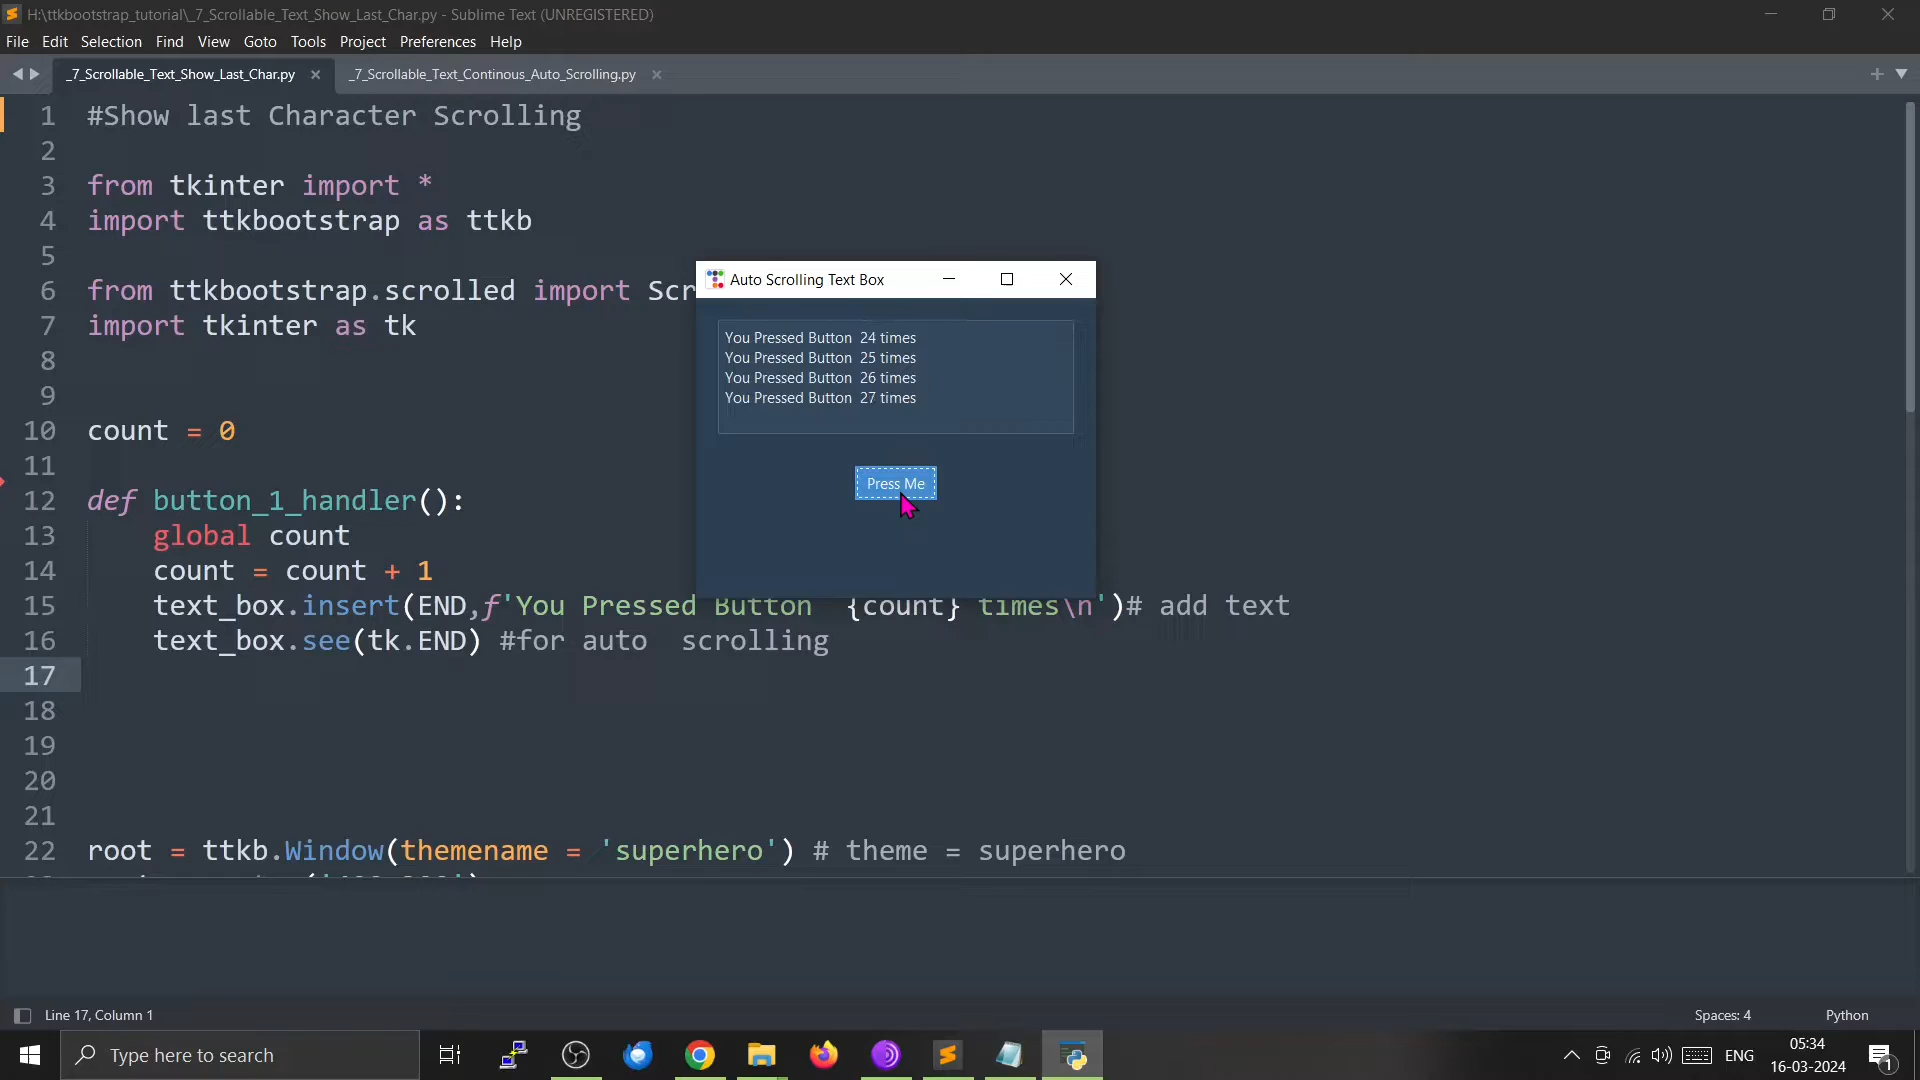 H:\ttkbootstrap_tutorial\_7_Scrollable_Text_Show_Last_Char.py - Sublime Text (UNREGISTERED)
File Edit Selection Find View Goto Tools Project Preferences Help
_7_Scrollable_Text_Show_Last_Char.py _7_Scrollable_Text_Continous_Auto_Scrolling.py
1 #Show last Character Scrolling
2
3 from tkinter import *
4 import ttkbootstrap as ttkb
5
6 from ttkbootstrap.scrolled import Scr
7 import tkinter as tk
8
9
10 count = 0
11
12 def button_1_handler():
13 global count
14 count = count + 1
15 text_box.insert(END,f'You Pressed Button  {count} times\n')# add text
16 text_box.see(tk.END) #for auto  scrolling
17
18
19
20
21
22 root = ttkb.Window(themename = 'superhero') # theme = superhero
Auto Scrolling Text Box
You Pressed Button  24 times
You Pressed Button  25 times
You Pressed Button  26 times
You Pressed Button  27 times
Press Me
Line 17, Column 1 Spaces: 4 Python
Type here to search
ENG
05:34
16-03-2024
1